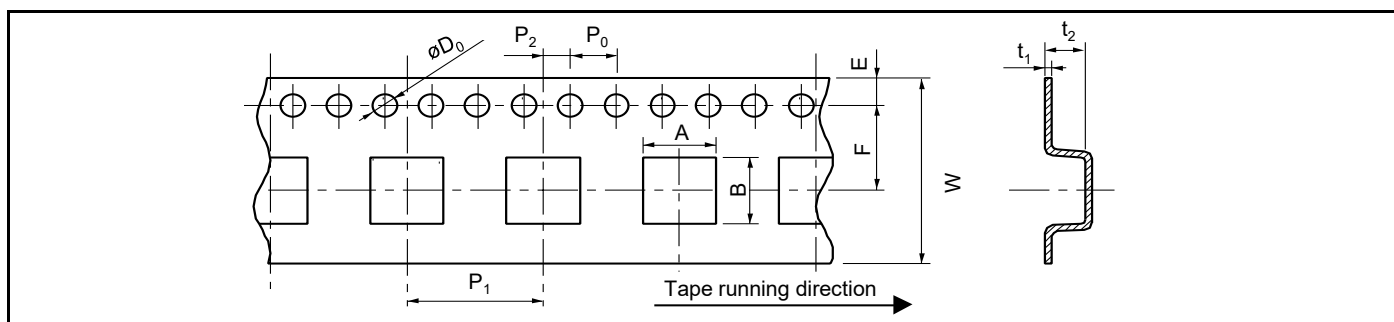 øD₀
P₂
P₀
E
t₁
t₂
A
F
B
W
P₁
Tape running direction